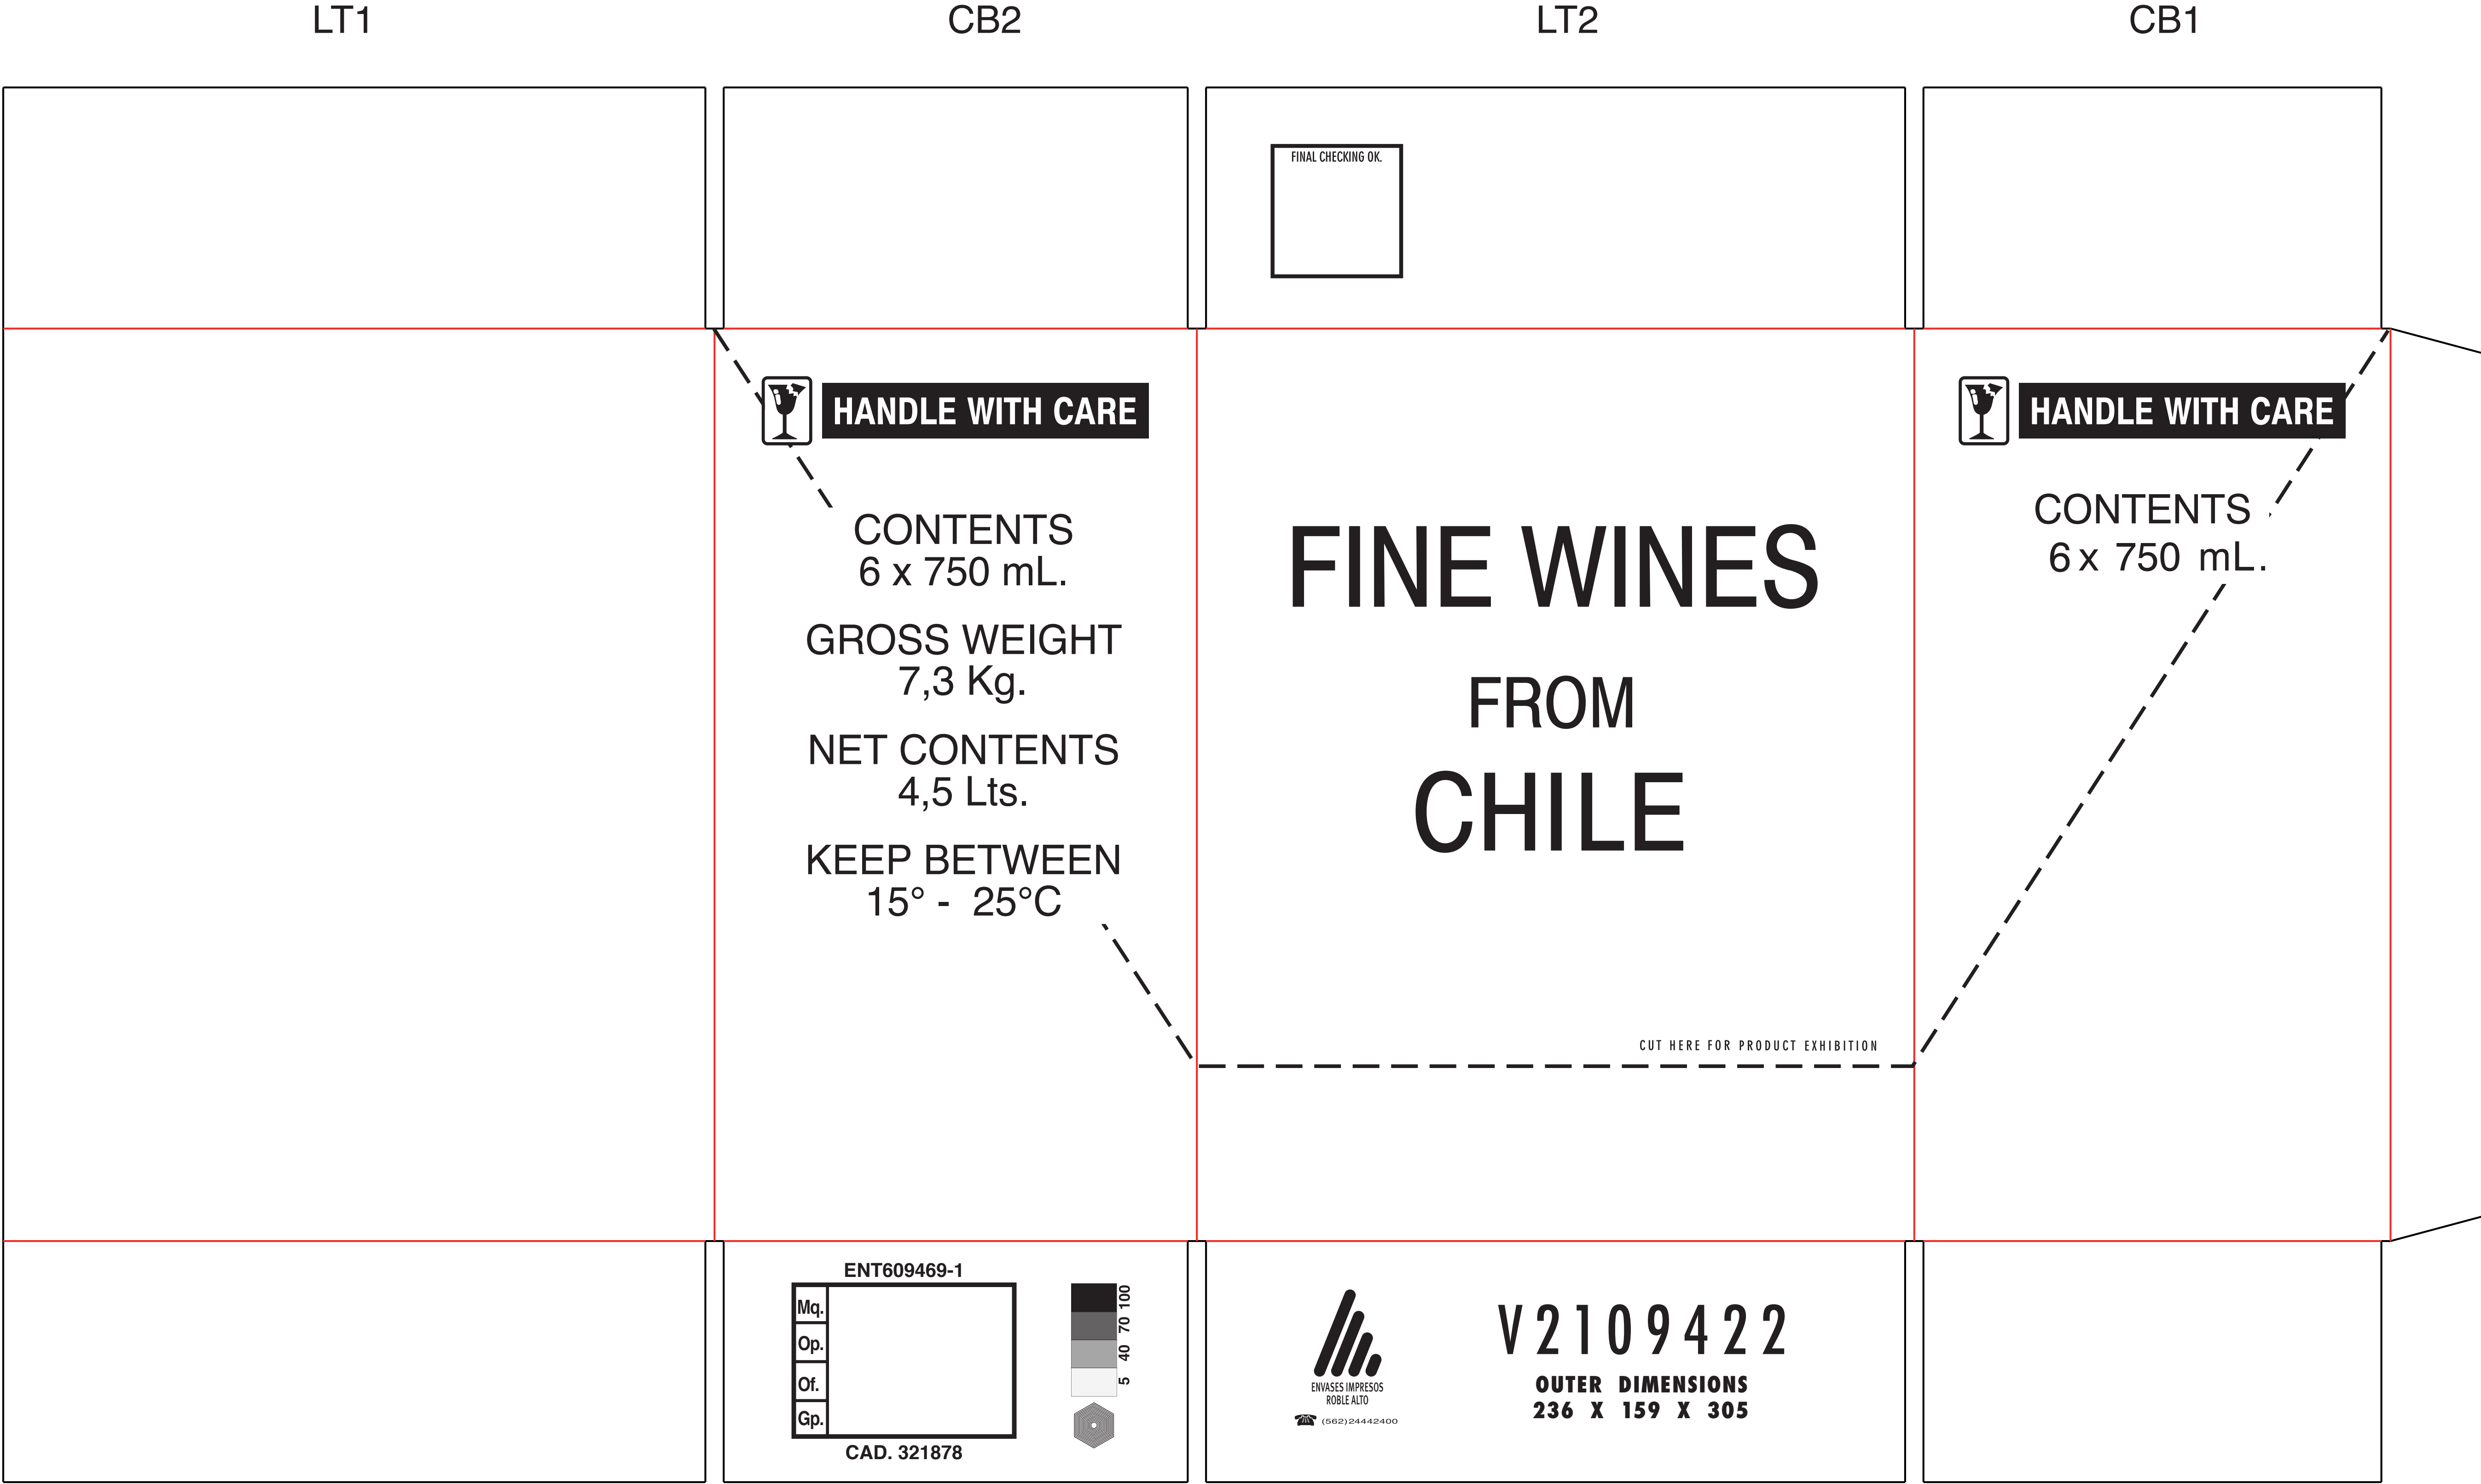 LT1
CB2
LT2
CB1
FINAL CHECKING OK.
HANDLE WITH CARE
CONTENTS
6 x 750 mL.
GROSS WEIGHT
7,3 Kg.
NET CONTENTS
4,5 Lts.
KEEP BETWEEN
15° - 25°C
FINE WINES
FROM
CHILE
CUT HERE FOR PRODUCT EXHIBITION
HANDLE WITH CARE
CONTENTS
6 x 750 mL.
ENT609469-1
Mq.
Op.
Of.
Gp.
CAD. 321878
100
70
40
5
ENVASES IMPRESOS
ROBLE ALTO
(562)24442400
V2109422
OUTER DIMENSIONS
236 X 159 X 305